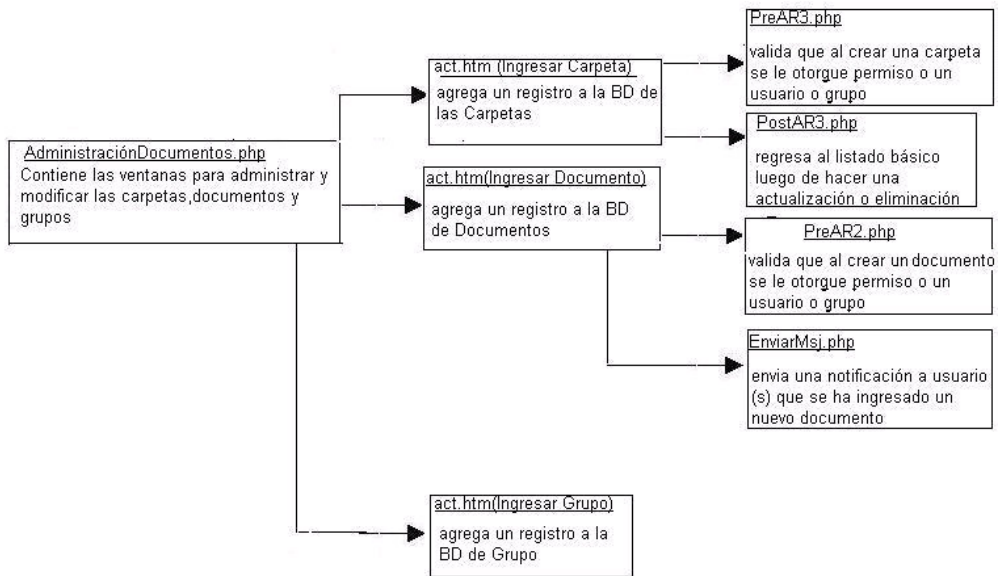 AdministraciónDocumentos.php
Contiene las ventanas para administrar y
modificar las carpetas,documentos y
grupos
act.htm (Ingresar Carpeta)
agrega un registro a la BD de
las Carpetas
PreAR3.php
valida que al crear una carpeta
se le otorgue permiso o un
usuario o grupo
PostAR3.php
regresa al listado básico
luego de hacer una
actualización o eliminación
act.htm(Ingresar Documento)
agrega un registro a la BD
de Documentos
PreAR2.php
valida que al crear un documento
se le otorgue permiso o un
usuario o grupo
EnviarMsj.php
envia una notificación a usuario
(s) que se ha ingresado un
nuevo documento
act.htm(Ingresar Grupo)
agrega un registro a la
BD de Grupo